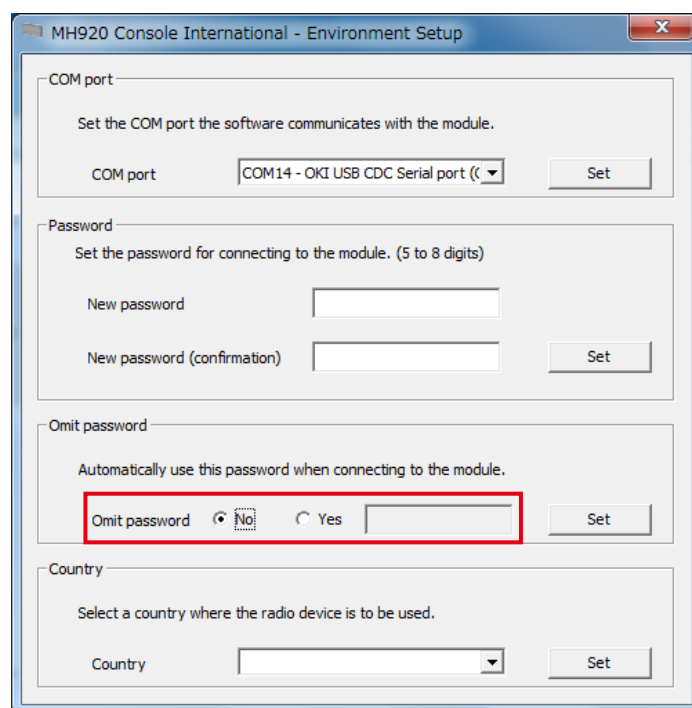 MH920 Console International - Environment Setup
COM port
Set the COM port the software communicates with the module.
COM port COM14 - OKI USB CDC Serial port (( Set
Password
Set the password for connecting to the module. (5 to 8 digits)
New password
New password (confirmation) Set
Omit password
Automatically use this password when connecting to the module.
Omit password No Yes Set
Country
Select a country where the radio device is to be used.
Country Set